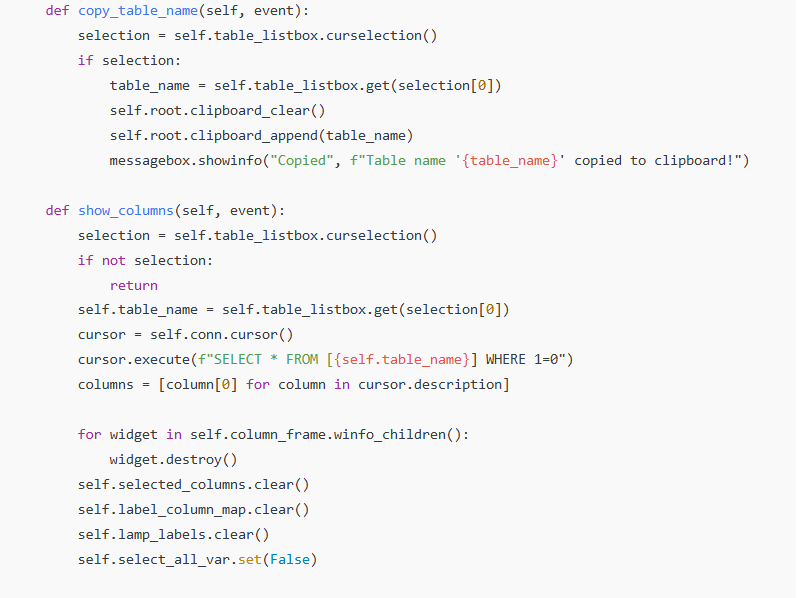 def copy_table_name(self, event):
    selection = self.table_listbox.curselection()
    if selection:
        table_name = self.table_listbox.get(selection[0])
        self.root.clipboard_clear()
        self.root.clipboard_append(table_name)
        messagebox.showinfo("Copied", f"Table name '{table_name}' copied to clipboard!")

def show_columns(self, event):
    selection = self.table_listbox.curselection()
    if not selection:
        return
    self.table_name = self.table_listbox.get(selection[0])
    cursor = self.conn.cursor()
    cursor.execute(f"SELECT * FROM [{self.table_name}] WHERE 1=0")
    columns = [column[0] for column in cursor.description]

    for widget in self.column_frame.winfo_children():
        widget.destroy()
    self.selected_columns.clear()
    self.label_column_map.clear()
    self.lamp_labels.clear()
    self.select_all_var.set(False)